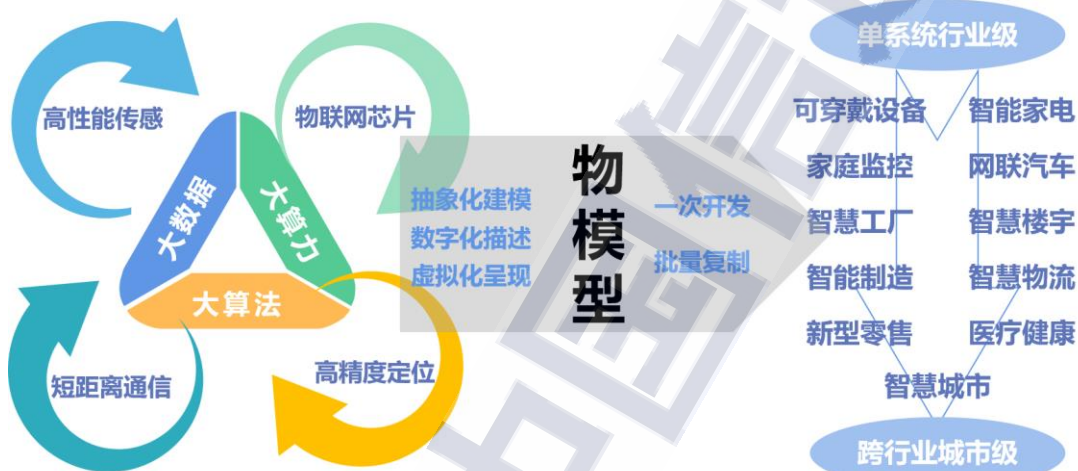 高性能传感
物联网芯片
大数据
大算力
大算法
短距离通信
高精度定位
抽象化建模
数字化描述
虚拟化呈现
物模型
一次开发
批量复制
单系统行业级
可穿戴设备
智能家电
家庭监控
网联汽车
智慧工厂
智慧楼宇
智能制造
智慧物流
新型零售
医疗健康
智慧城市
跨行业城市级